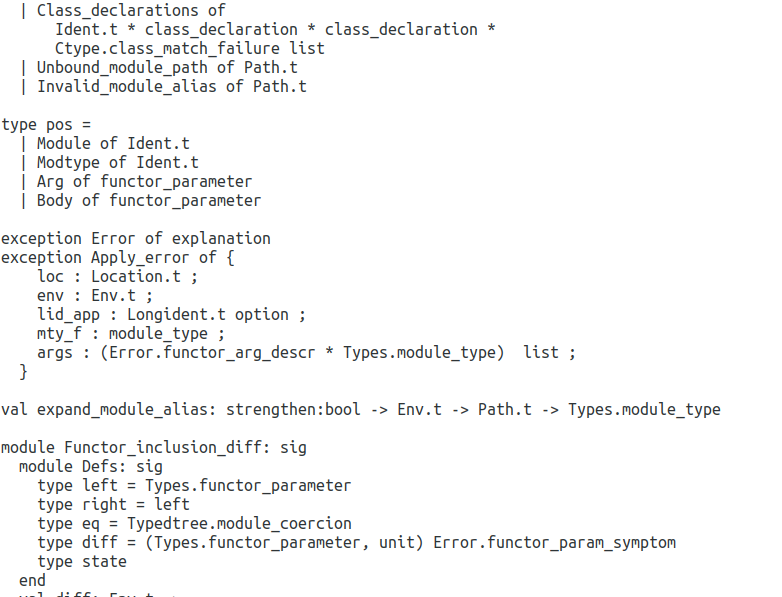 | Class_declarations of
Ident.t * class_declaration * class_declaration *
Ctype.class_match_failure list
| Unbound_module_path of Path.t
| Invalid_module_alias of Path.t
type pos =
| Module of Ident.t
| Modtype of Ident.t
| Arg of functor_parameter
| Body of functor_parameter
exception Error of explanation
exception Apply_error of {
loc : Location.t ;
env : Env.t ;
lid_app : Longident.t option ;
mty_f : module_type ;
args : (Error.functor_arg_descr * Types.module_type)  list ;
}
val expand_module_alias: strengthen:bool -> Env.t -> Path.t -> Types.module_type
module Functor_inclusion_diff: sig
module Defs: sig
type left = Types.functor_parameter
type right = left
type eq = Typedtree.module_coercion
type diff = (Types.functor_parameter, unit) Error.functor_param_symptom
type state
end
val diff: Env.t ->